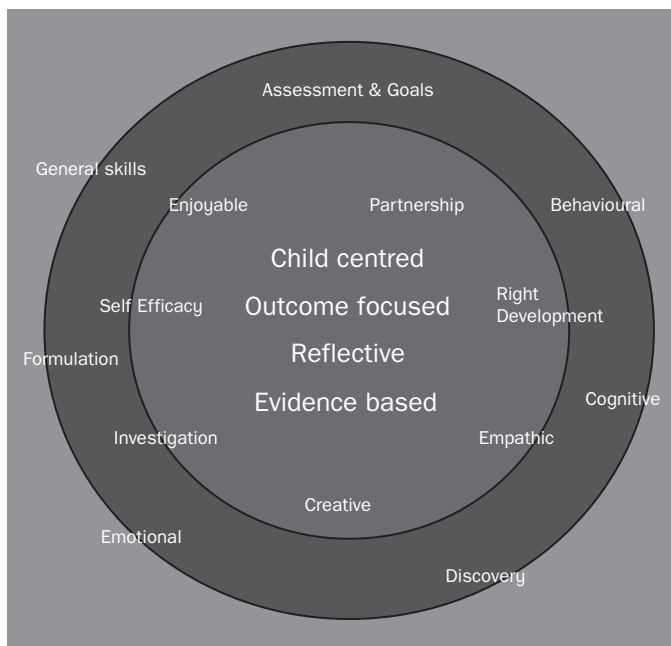 Assessment & Goals
General skills
Enjoyable
Partnership
Behavioural
Child centred
Self Efficacy
Outcome focused
Right
Development
Reflective
Formulation
Evidence based
Cognitive
Investigation
Empathic
Creative
Emotional
Discovery